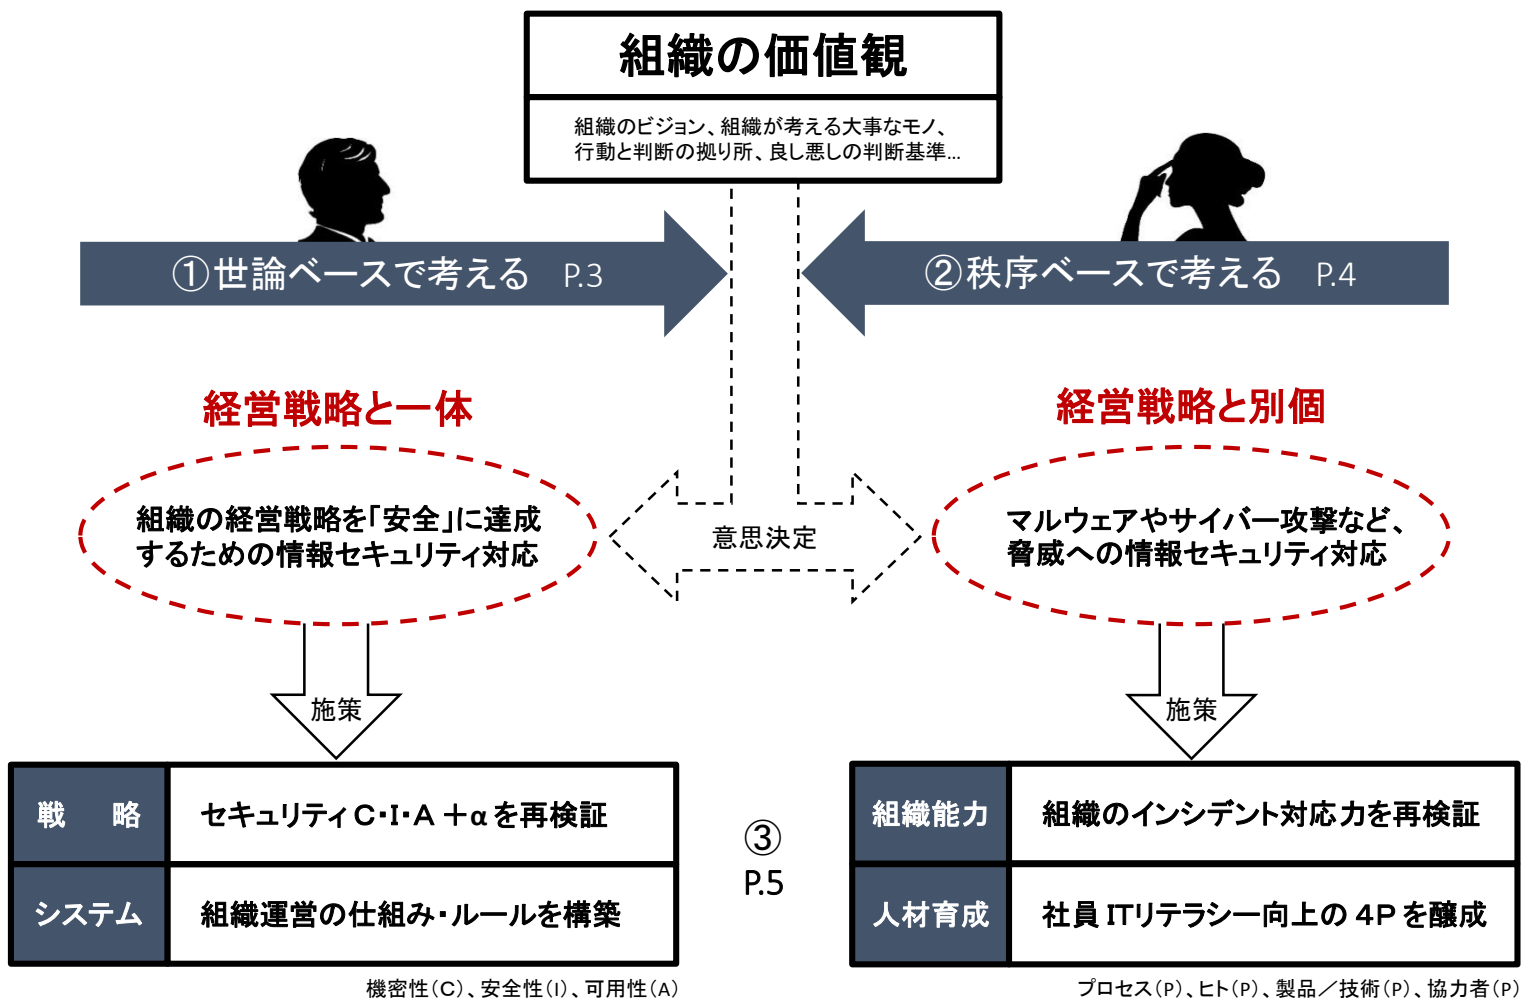 組織の価値観
組織のビジョン、組織が考える大事なモノ、
行動と判断の拠り所、良し悪しの判断基準…
①世論ベースで考える P.3
②秩序ベースで考える P.4
経営戦略と一体
経営戦略と別個
組織の経営戦略を「安全」に達成
するための情報セキュリティ対応
意思決定
マルウェアやサイバー攻撃など、
脅威への情報セキュリティ対応
施策
施策
戦 略
セキュリティC・I・A+αを再検証
システム
組織運営の仕組み・ルールを構築
機密性(C)、安全性(I)、可用性(A)
③
P.5
組織能力
組織のインシデント対応力を再検証
人材育成
社員ITリテラシー向上の4Pを醸成
プロセス(P)、ヒト(P)、製品／技術(P)、協力者(P)